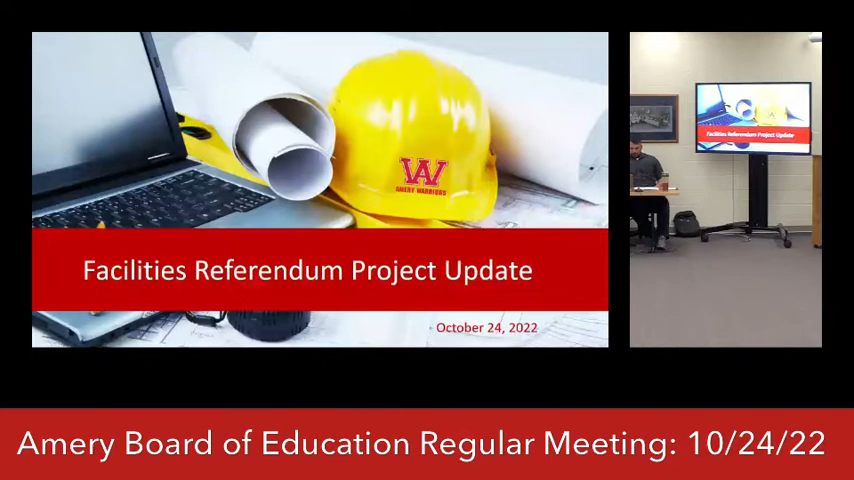 WA
AMERY WARRIORS
Facilities Referendum Project Update
October 24, 2022
Facilities Referendum Project Update
Amery Board of Education Regular Meeting: 10/24/22